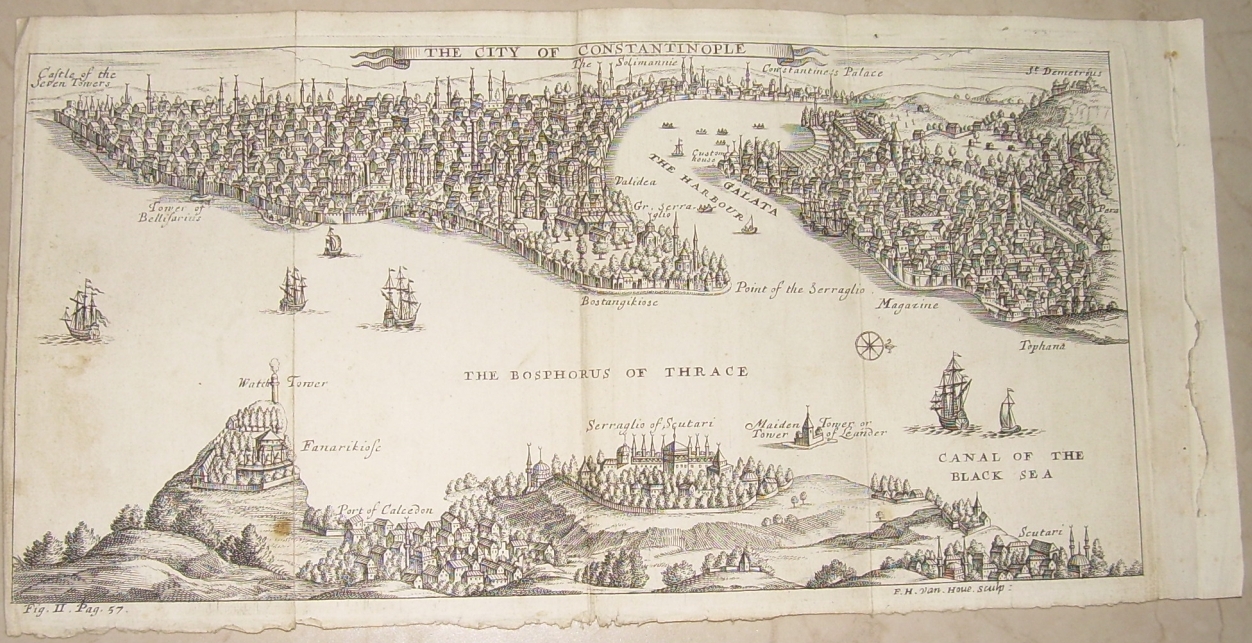 THE CITY OF CONSTANTINOPLE
Castle of the
Seven Towers
The Solimannie
Constantines Palace
St Demetrius
Custom
house
THE HARBOUR
GALATA
Validea
Gr. Serra-
glio
Pera
Tower of
Bellisarius
Bostangikiosc
Point of the Serraglio
Magazine
Tophana
THE BOSPHORUS OF THRACE
Watch Tower
Fanarikiosc
Serraglio of Scutari
Maiden Tower or
Tower of Leander
CANAL OF THE
BLACK SEA
Port of Calcedon
Scutari
Fig. II. Pag. 57.
F. H. van. Houe. Sculp: